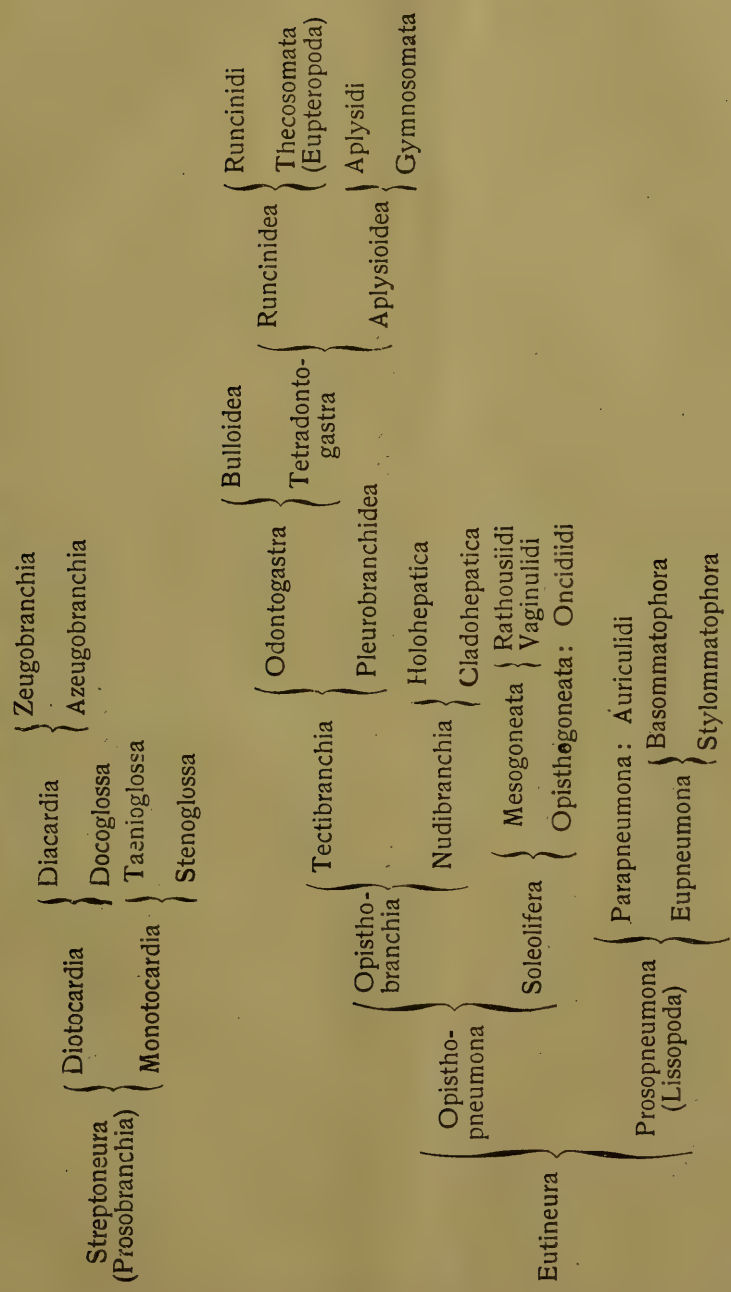 Streptoneura
(Prosobranchia)
Diotocardia
Diacardia
Zeugobranchia
Azeugobranchia
Docoglossa
Monotocardia
Taenioglossa
Stenoglossa
Eutineura
Opistho-
pneumona
Opistho-
branchia
Tectibranchia
Odontogastra
Bulloidea
Tetradonto-
gastra
Runcinidea
Runcinidi
Thecosomata
(Eupteropoda)
Aplysioidea
Aplysidi
Gymnosomata
Pleurobranchidea
Nudibranchia
Holohepatica
Cladohepatica
Soleolifera
Mesogoneata
Rathousiidi
Vaginulidi
Opisthogoneata: Oncidiidi
Prosopneumona
(Lissopoda)
Parapneumona: Auriculidi
Eupneumona
Basommatophora
Stylommatophora